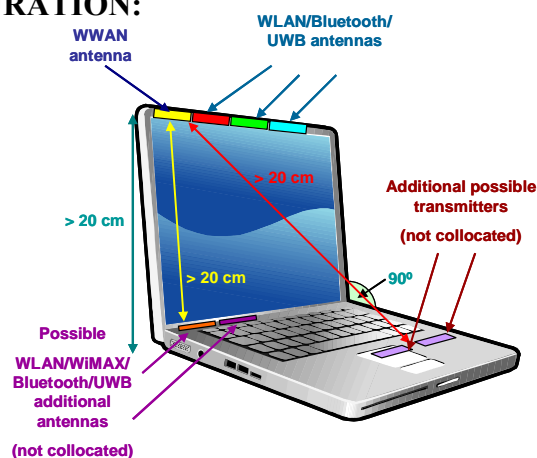 RATION:
WWAN
antenna
WLAN/Bluetooth/
UWB antennas
> 20 cm
> 20 cm
> 20 cm
Additional possible
transmitters
(not collocated)
90º
Possible
WLAN/WiMAX/
Bluetooth/UWB
additional
antennas
(not collocated)